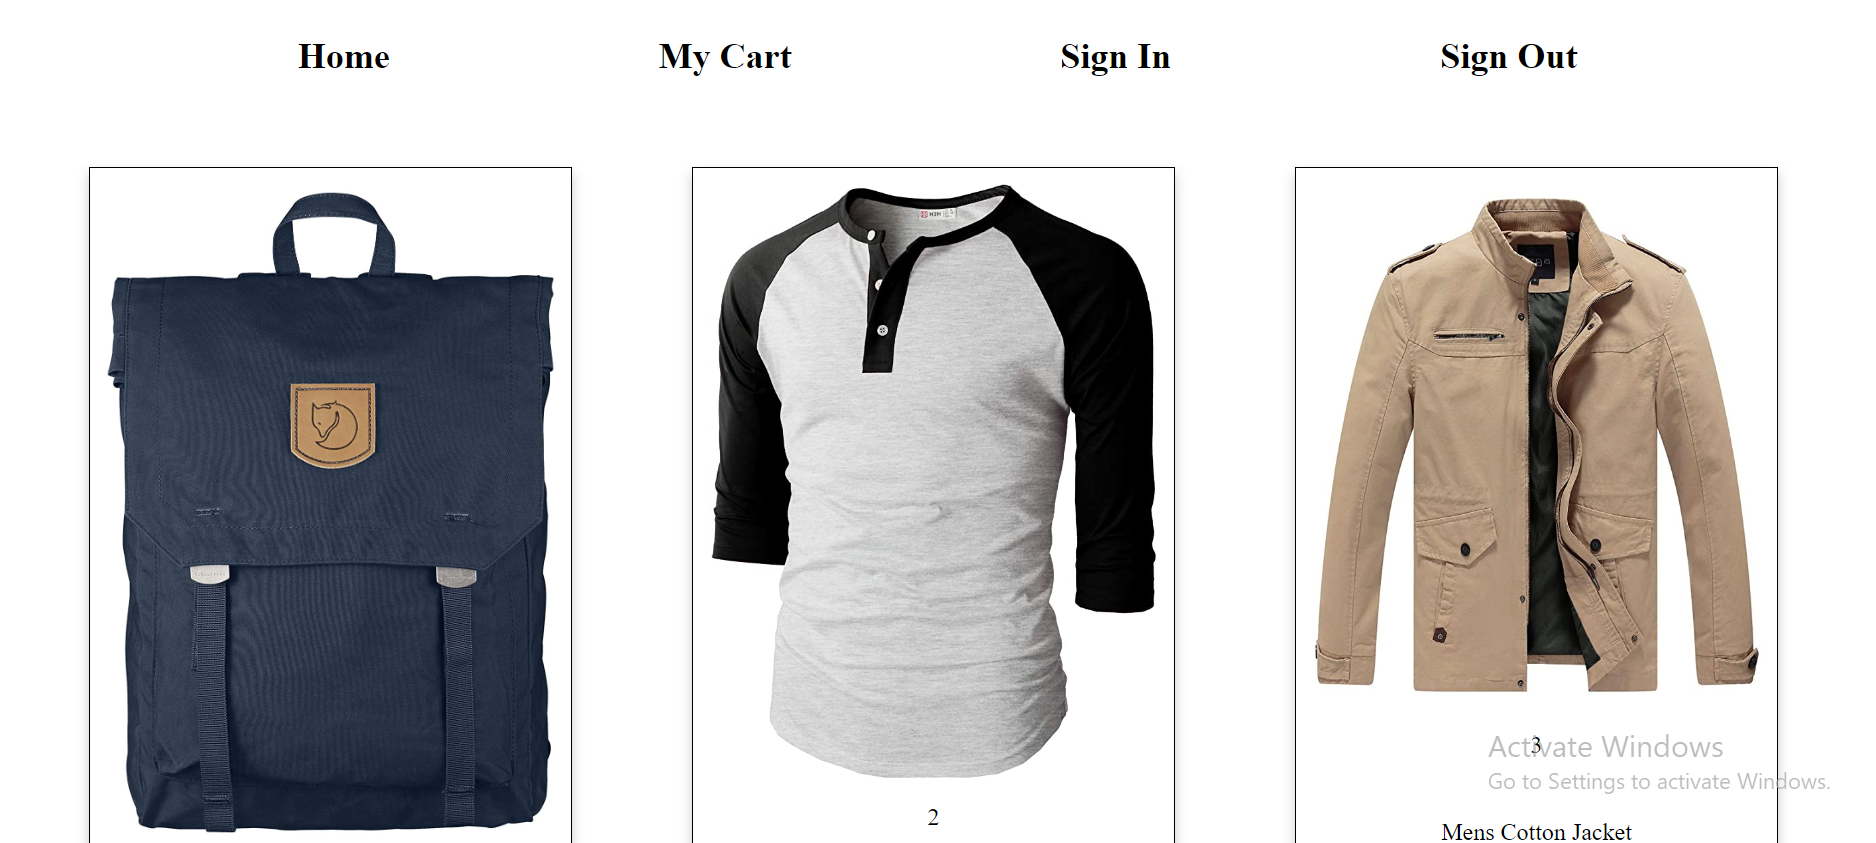 Home
My Cart
Sign In
Sign Out
H2H
2
3
Mens Cotton Jacket
Activate Windows
Go to Settings to activate Windows.